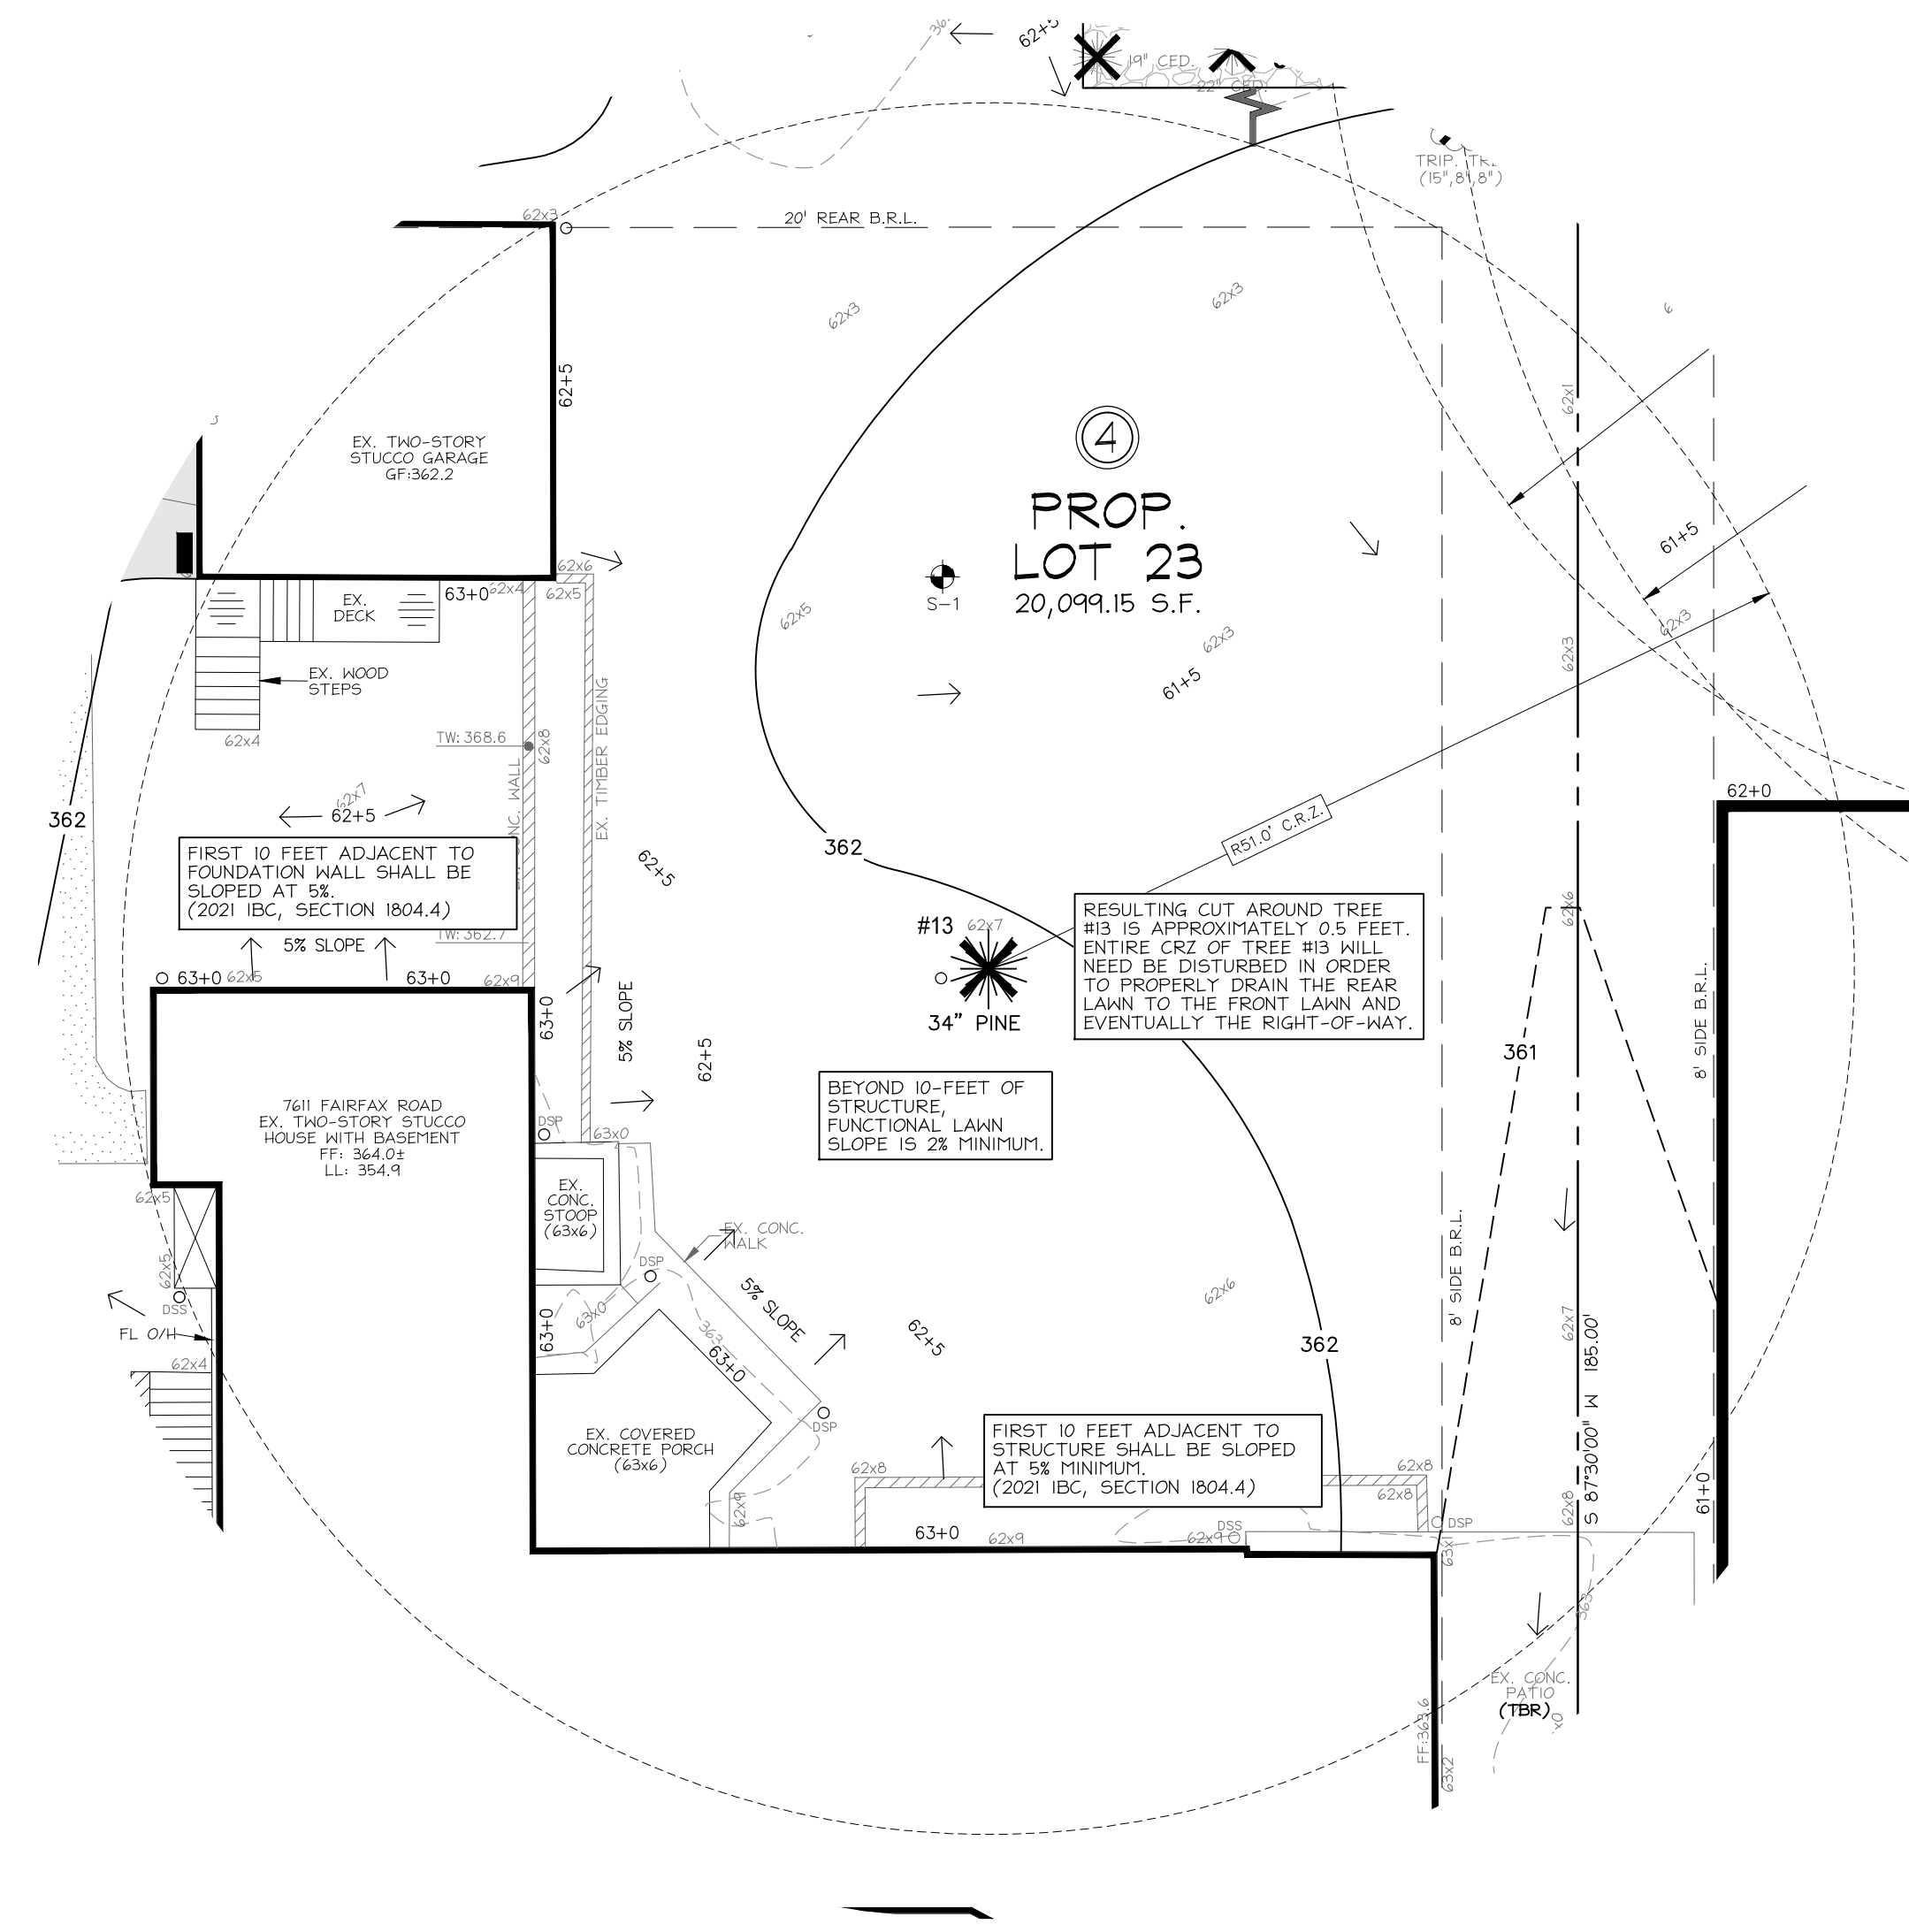 62+5
19" CED.
22" CED.
TRIP.
(15",8",8")
62x3
20' REAR B.R.L.
62x3
62x3
62x1
62+5
EX. TWO-STORY
STUCCO GARAGE
GF:362.2
4
PROP.
LOT 23
20,099.15 S.F.
S-1
61+5
62x6
62x5
62x4
63+0
EX.
DECK
EX. WOOD
STEPS
62x4
62x5
62x3
62x3
62x3
61+5
TW: 368.6
62x8
EX. TIMBER EDGING
WALL
62x7
62+5
362
62+0
R51.0' C.R.Z.
362
FIRST 10 FEET ADJACENT TO
FOUNDATION WALL SHALL BE
SLOPED AT 5%.
(2021 IBC, SECTION 1804.4)
TW: 362.7
5% SLOPE
62+5
#13
62x7
34" PINE
RESULTING CUT AROUND TREE
#13 IS APPROXIMATELY 0.5 FEET.
ENTIRE CRZ OF TREE #13 WILL
NEED BE DISTURBED IN ORDER
TO PROPERLY DRAIN THE REAR
LAWN TO THE FRONT LAWN AND
EVENTUALLY THE RIGHT-OF-WAY.
62x6
63+0
62x5
63+0
62x9
63+0
5% SLOPE
62+5
361
8' SIDE B.R.L.
BEYOND 10-FEET OF
STRUCTURE,
FUNCTIONAL LAWN
SLOPE IS 2% MINIMUM.
7611 FAIRFAX ROAD
EX. TWO-STORY STUCCO
HOUSE WITH BASEMENT
FF: 364.0±
LL: 354.9
DSP
63x0
62x5
EX.
CONC.
STOOP
(63x6)
EX. CONC.
WALK
DSP
62x5
DSS
FL O/H
62x4
63+0
63x0
363
63+0
5% SLOPE
62+5
62x6
362
8' SIDE B.R.L.
62x7
S 87°30'00" W 185.00'
EX. COVERED
CONCRETE PORCH
(63x6)
DSP
62x9
62x8
FIRST 10 FEET ADJACENT TO
STRUCTURE SHALL BE SLOPED
AT 5% MINIMUM.
(2021 IBC, SECTION 1804.4)
62x8
62x8
62x8
61+0
63+0
62x9
62x9
DSS
DSP
363
EX. CONC.
PATIO
(TBR)
FF:363.6
63x2